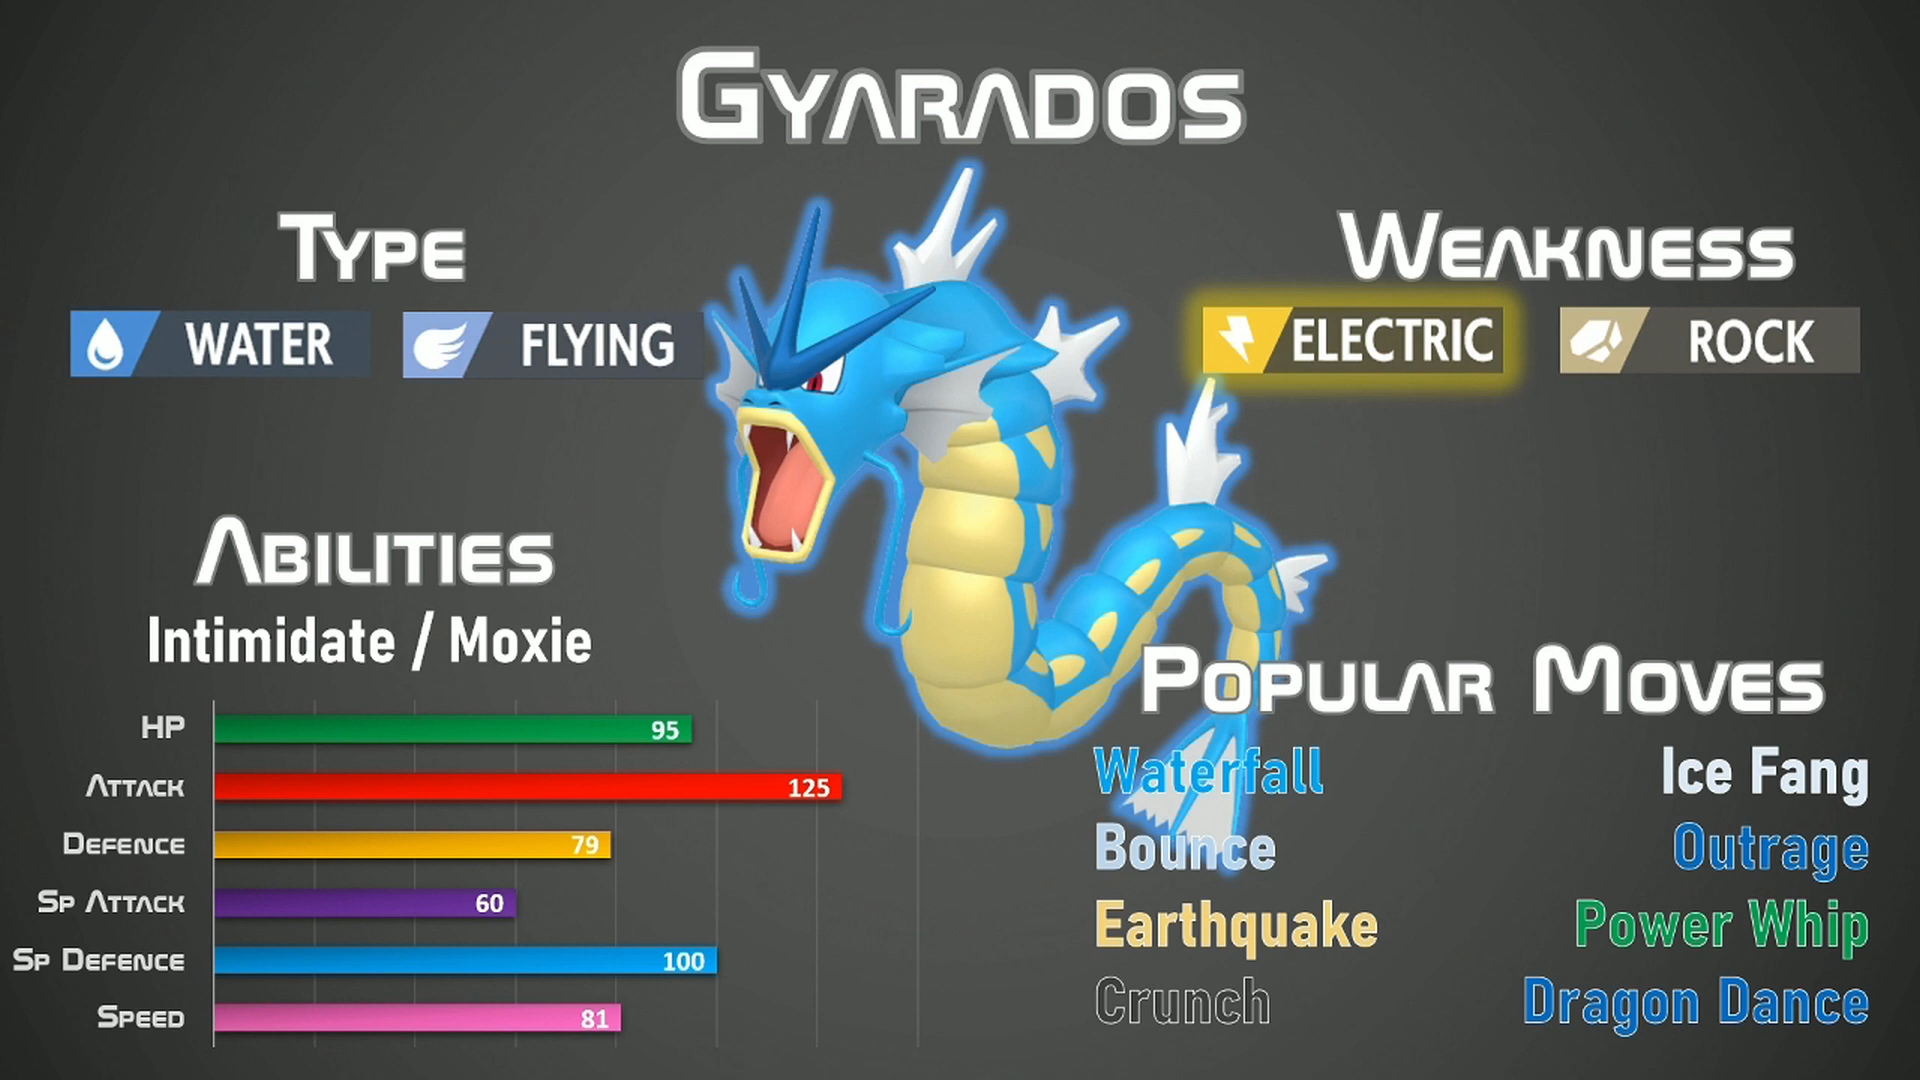 Gyarados
Type
WATER
FLYING
Weakness
ELECTRIC
ROCK
Abilities
Intimidate / Moxie
HP 95
Attack 125
Defence 79
Sp Attack 60
Sp Defence 100
Speed 81
Popular Moves
Waterfall
Ice Fang
Bounce
Outrage
Earthquake
Power Whip
Crunch
Dragon Dance